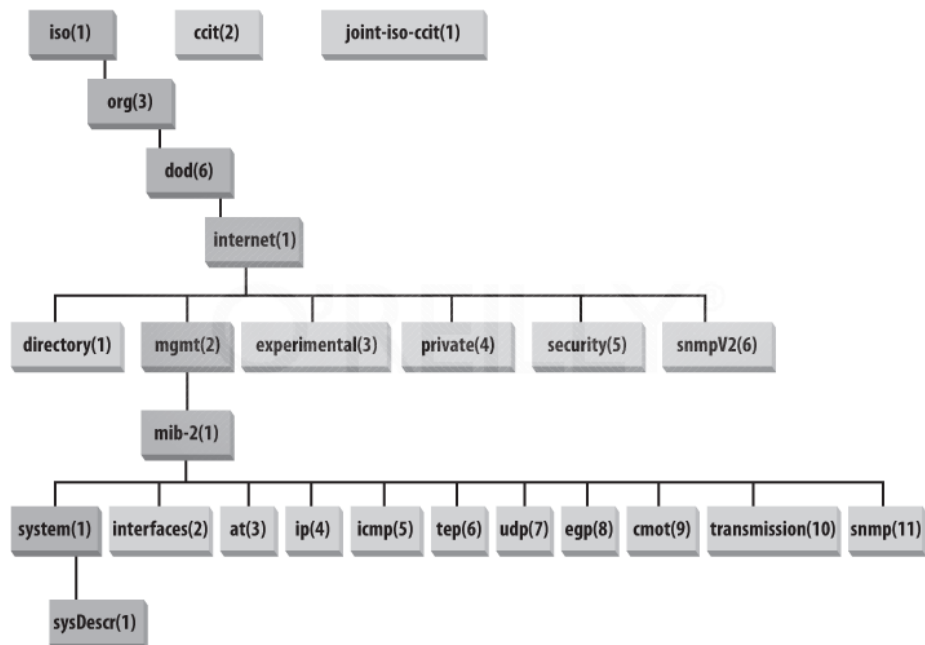 iso(1) ccit(2) joint-iso-ccit(1)
org(3)
dod(6)
internet(1)
O'REILLY®
directory(1) mgmt(2) experimental(3) private(4) security(5) snmpV2(6)
mib-2(1)
system(1) interfaces(2) at(3) ip(4) icmp(5) tep(6) udp(7) egp(8) cmot(9) transmission(10) snmp(11)
sysDescr(1)